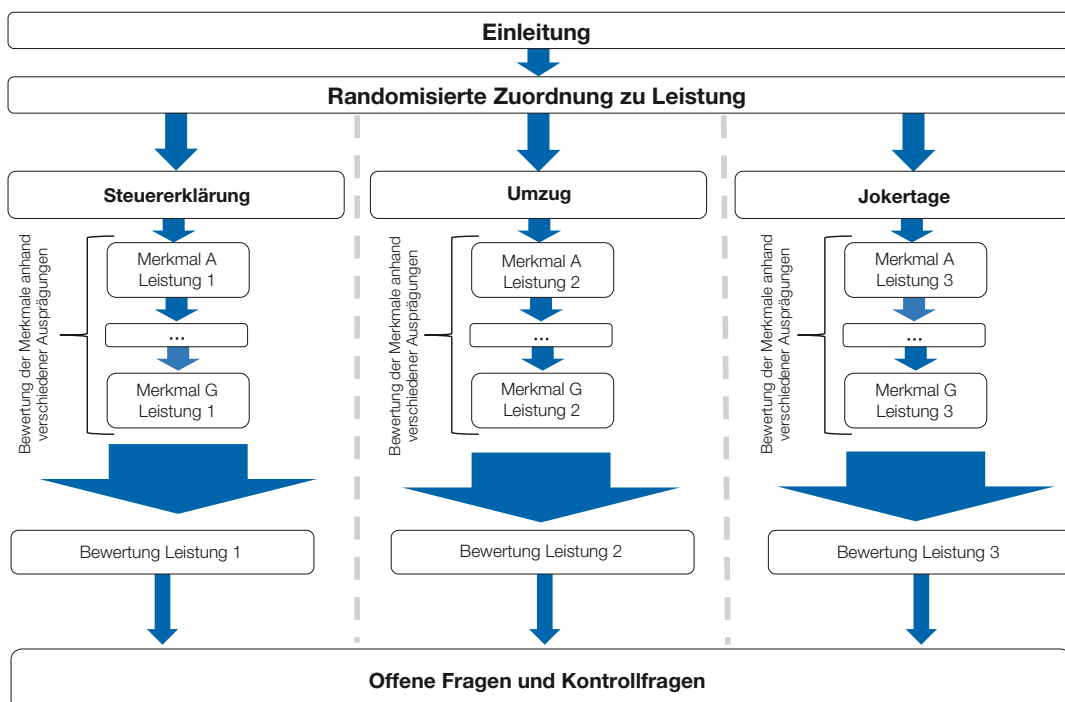 Einleitung
Randomisierte Zuordnung zu Leistung
Steuererklärung
Bewertung der Merkmale anhand
verschiedener Ausprägungen
Merkmal A
Leistung 1
...
Merkmal G
Leistung 1
Bewertung Leistung 1
Umzug
Bewertung der Merkmale anhand
verschiedener Ausprägungen
Merkmal A
Leistung 2
...
Merkmal G
Leistung 2
Bewertung Leistung 2
Jokertage
Bewertung der Merkmale anhand
verschiedener Ausprägungen
Merkmal A
Leistung 3
...
Merkmal G
Leistung 3
Bewertung Leistung 3
Offene Fragen und Kontrollfragen